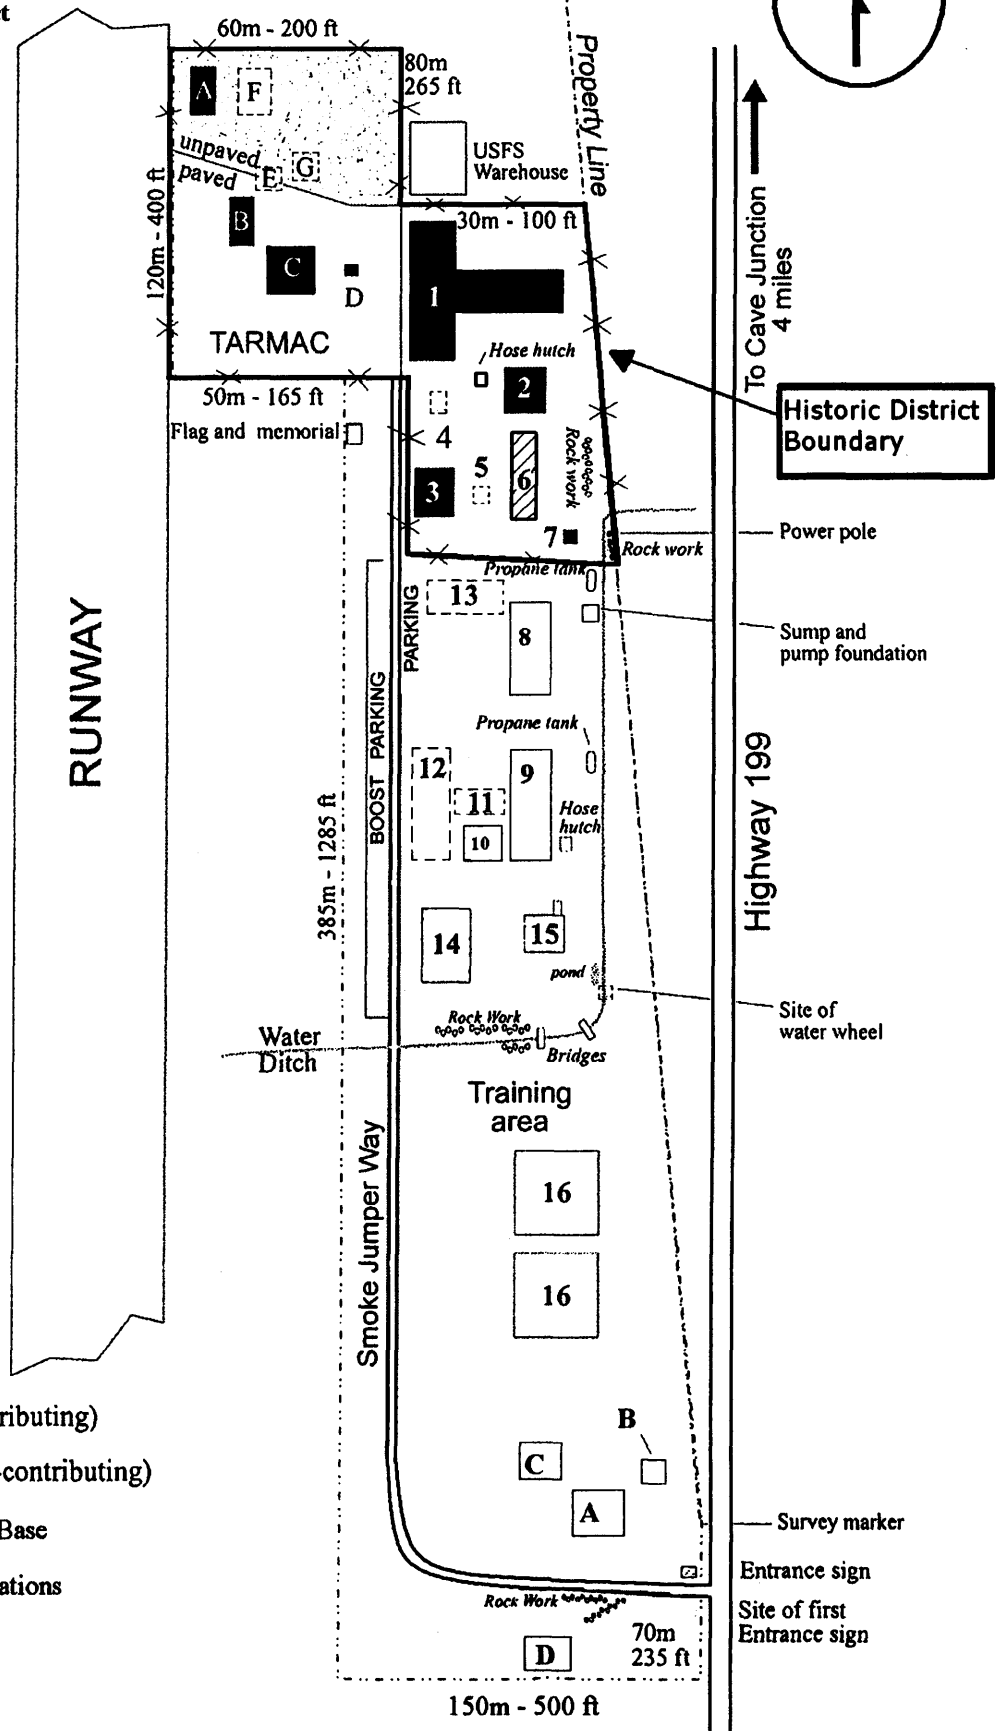 ct
60m - 200 ft
80m
265 ft
A
F
unpaved
paved
E
G
B
C
D
TARMAC
120m - 400 ft
50m - 165 ft
USFS
Warehouse
30m - 100 ft
Property Line
To Cave Junction
4 miles
1
Hose hutch
2
Historic District
Boundary
Flag and memorial
4
3
5
6
Rock work
7
Power pole
Rock work
Propane tank
13
PARKING
8
Sump and
pump foundation
RUNWAY
BOOST PARKING
Propane tank
12
9
11
10
Hose
hutch
Highway 199
385m - 1285 ft
14
15
pond
Site of
water wheel
Rock Work
Water
Ditch
Bridges
Training
area
Smoke Jumper Way
16
16
ributing)
-contributing)
Base
ations
B
C
A
Survey marker
Entrance sign
Rock Work
Site of first
Entrance sign
70m
235 ft
D
150m - 500 ft